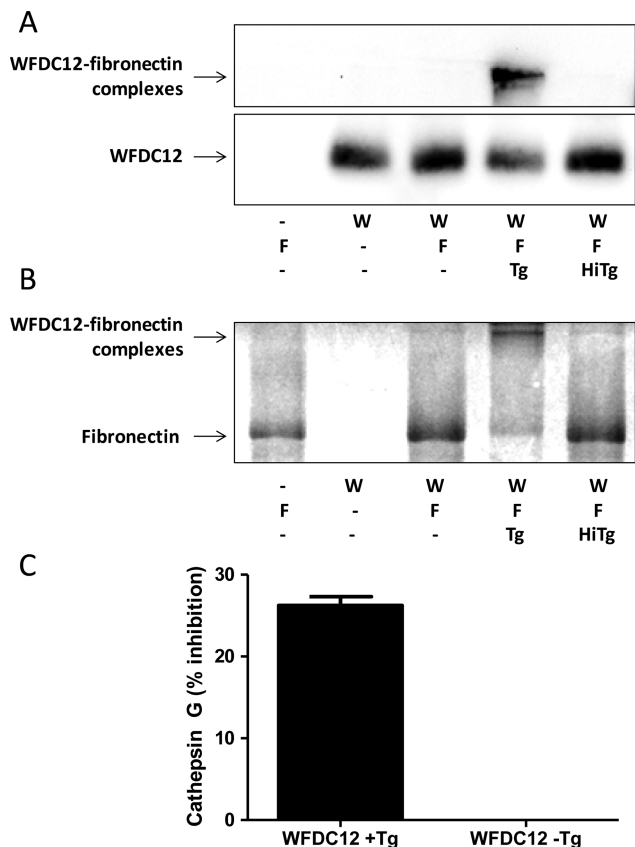 A
WFDC12-fibronectin
complexes
WFDC12
- W W W W
F - F F F
- - - Tg HiTg
B
WFDC12-fibronectin
complexes
Fibronectin
- W W W W
F - F F F
- - - Tg HiTg
C
Cathepsin G (% inhibition)
30
20
10
0
WFDC12 +Tg WFDC12 -Tg